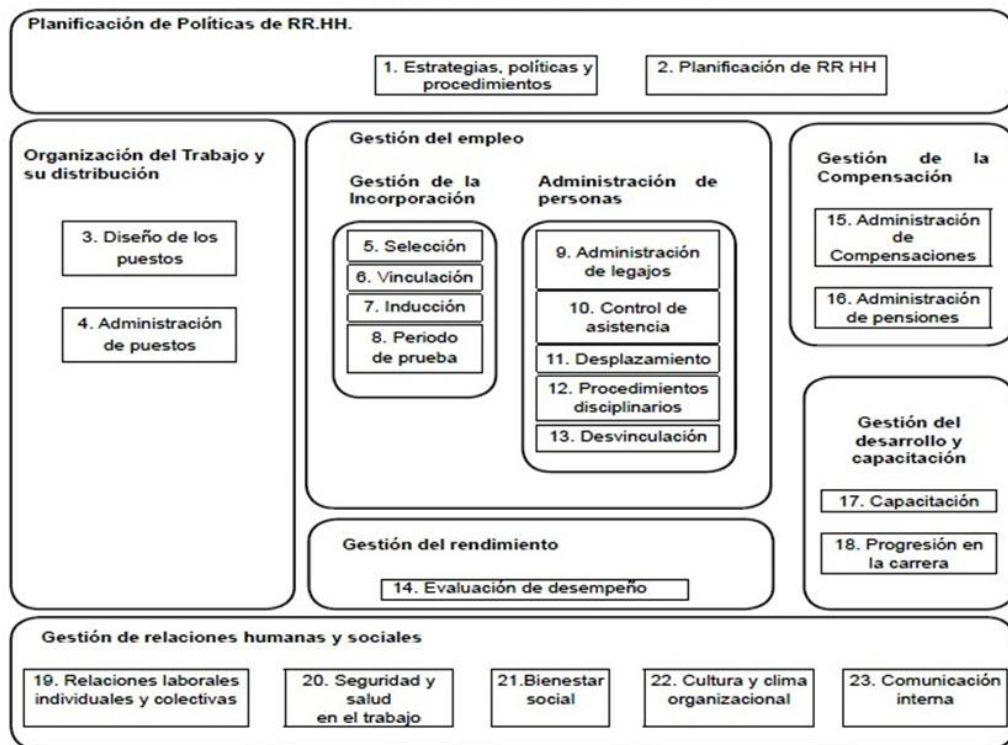 Planificación de Políticas de RR.HH.
1. Estrategias, políticas y
procedimientos
2. Planificación de RR HH
Organización del Trabajo y
su distribución
3. Diseño de los
puestos
4. Administración
de puestos
Gestión del empleo
Gestión de la
Incorporación
5. Selección
6. Vinculación
7. Inducción
8. Periodo
de prueba
Administración de
personas
9. Administración
de legajos
10. Control de
asistencia
11. Desplazamiento
12. Procedimientos
disciplinarios
13. Desvinculación
Gestión de la
Compensación
15. Administración
de
Compensaciones
16. Administración
de pensiones
Gestión del rendimiento
14. Evaluación de desempeño
Gestión del
desarrollo y
capacitación
17. Capacitación
18. Progresión en
la carrera
Gestión de relaciones humanas y sociales
19. Relaciones laborales
individuales y colectivas
20. Seguridad y
salud
en el trabajo
21.Bienestar
social
22. Cultura y clima
organizacional
23. Comunicación
interna